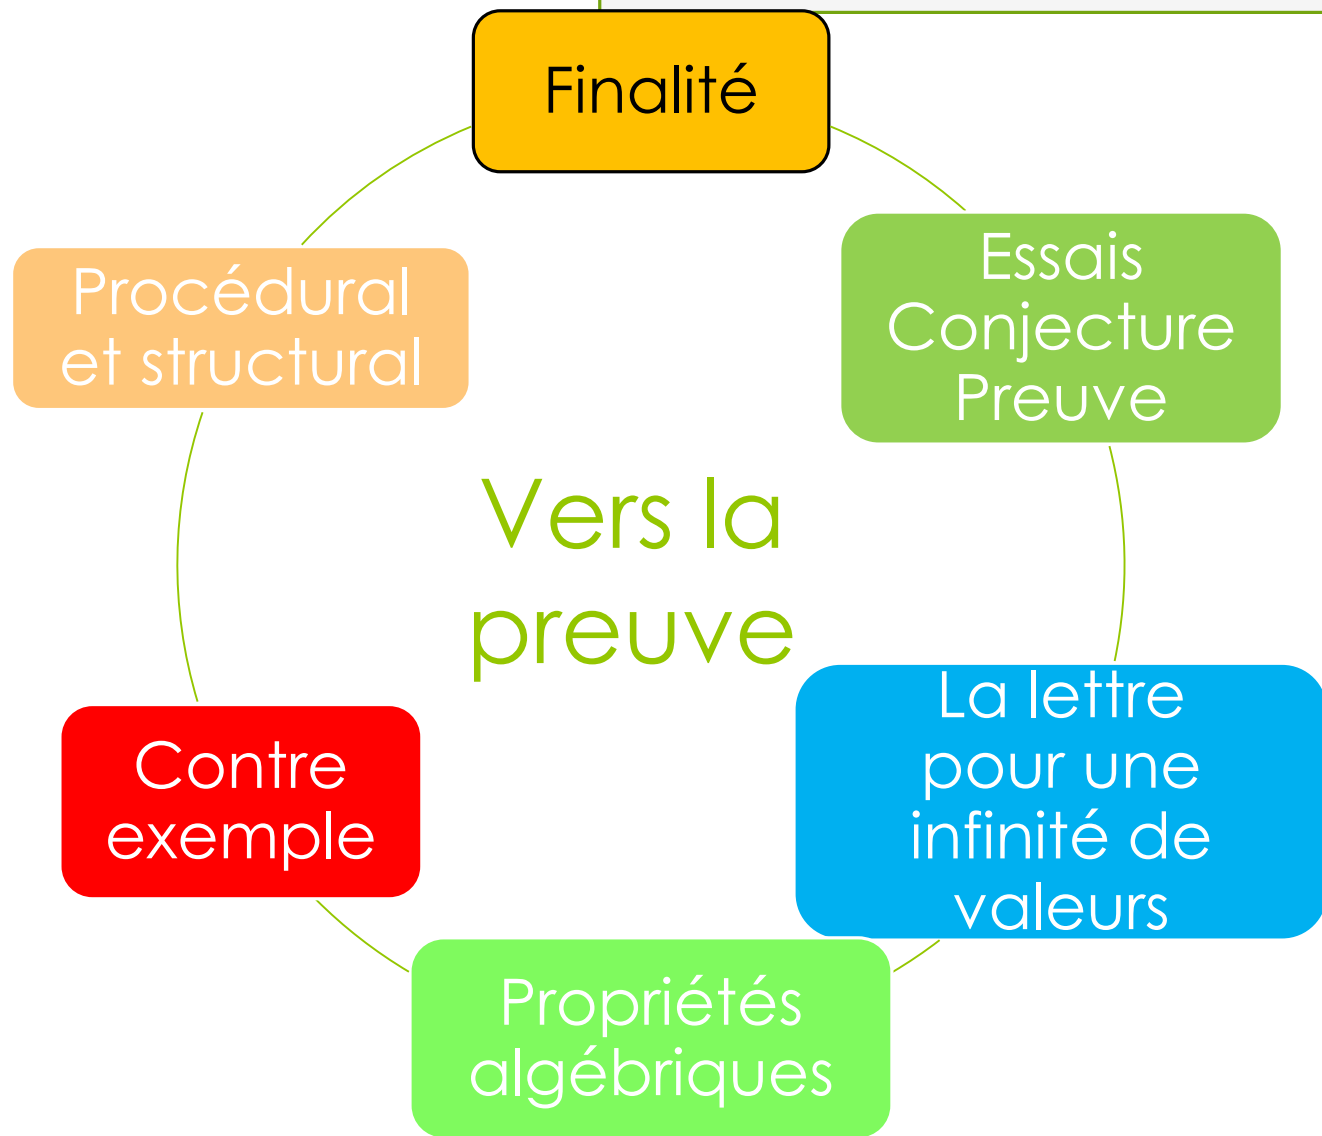 Finalité
Essais
Conjecture
Preuve
La lettre
pour une
infinité de
valeurs
Propriétés
algébriques
Contre
exemple
Procédural
et structural
Vers la
preuve